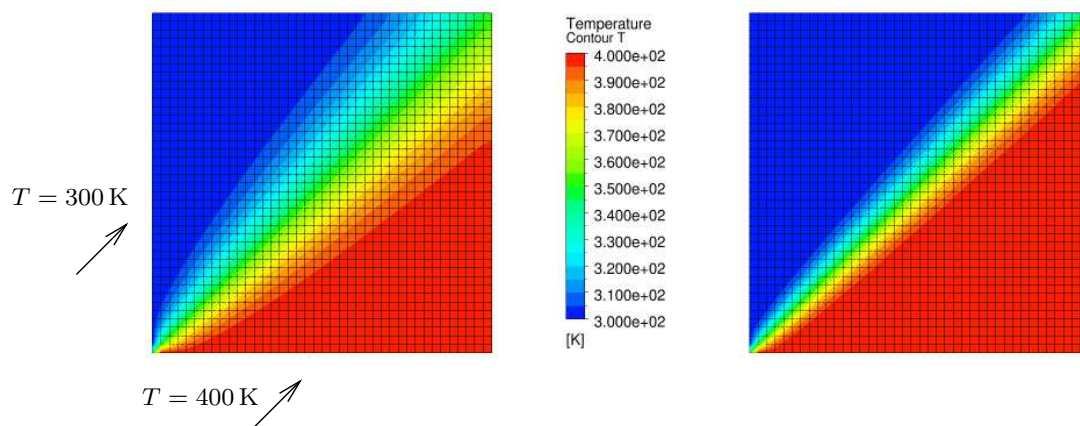 Temperature
Contour T
4.000e+02
3.900e+02
3.800e+02
3.700e+02
3.600e+02
3.500e+02
3.400e+02
3.300e+02
3.200e+02
3.100e+02
3.000e+02
[K]
T = 300 K
T = 400 K